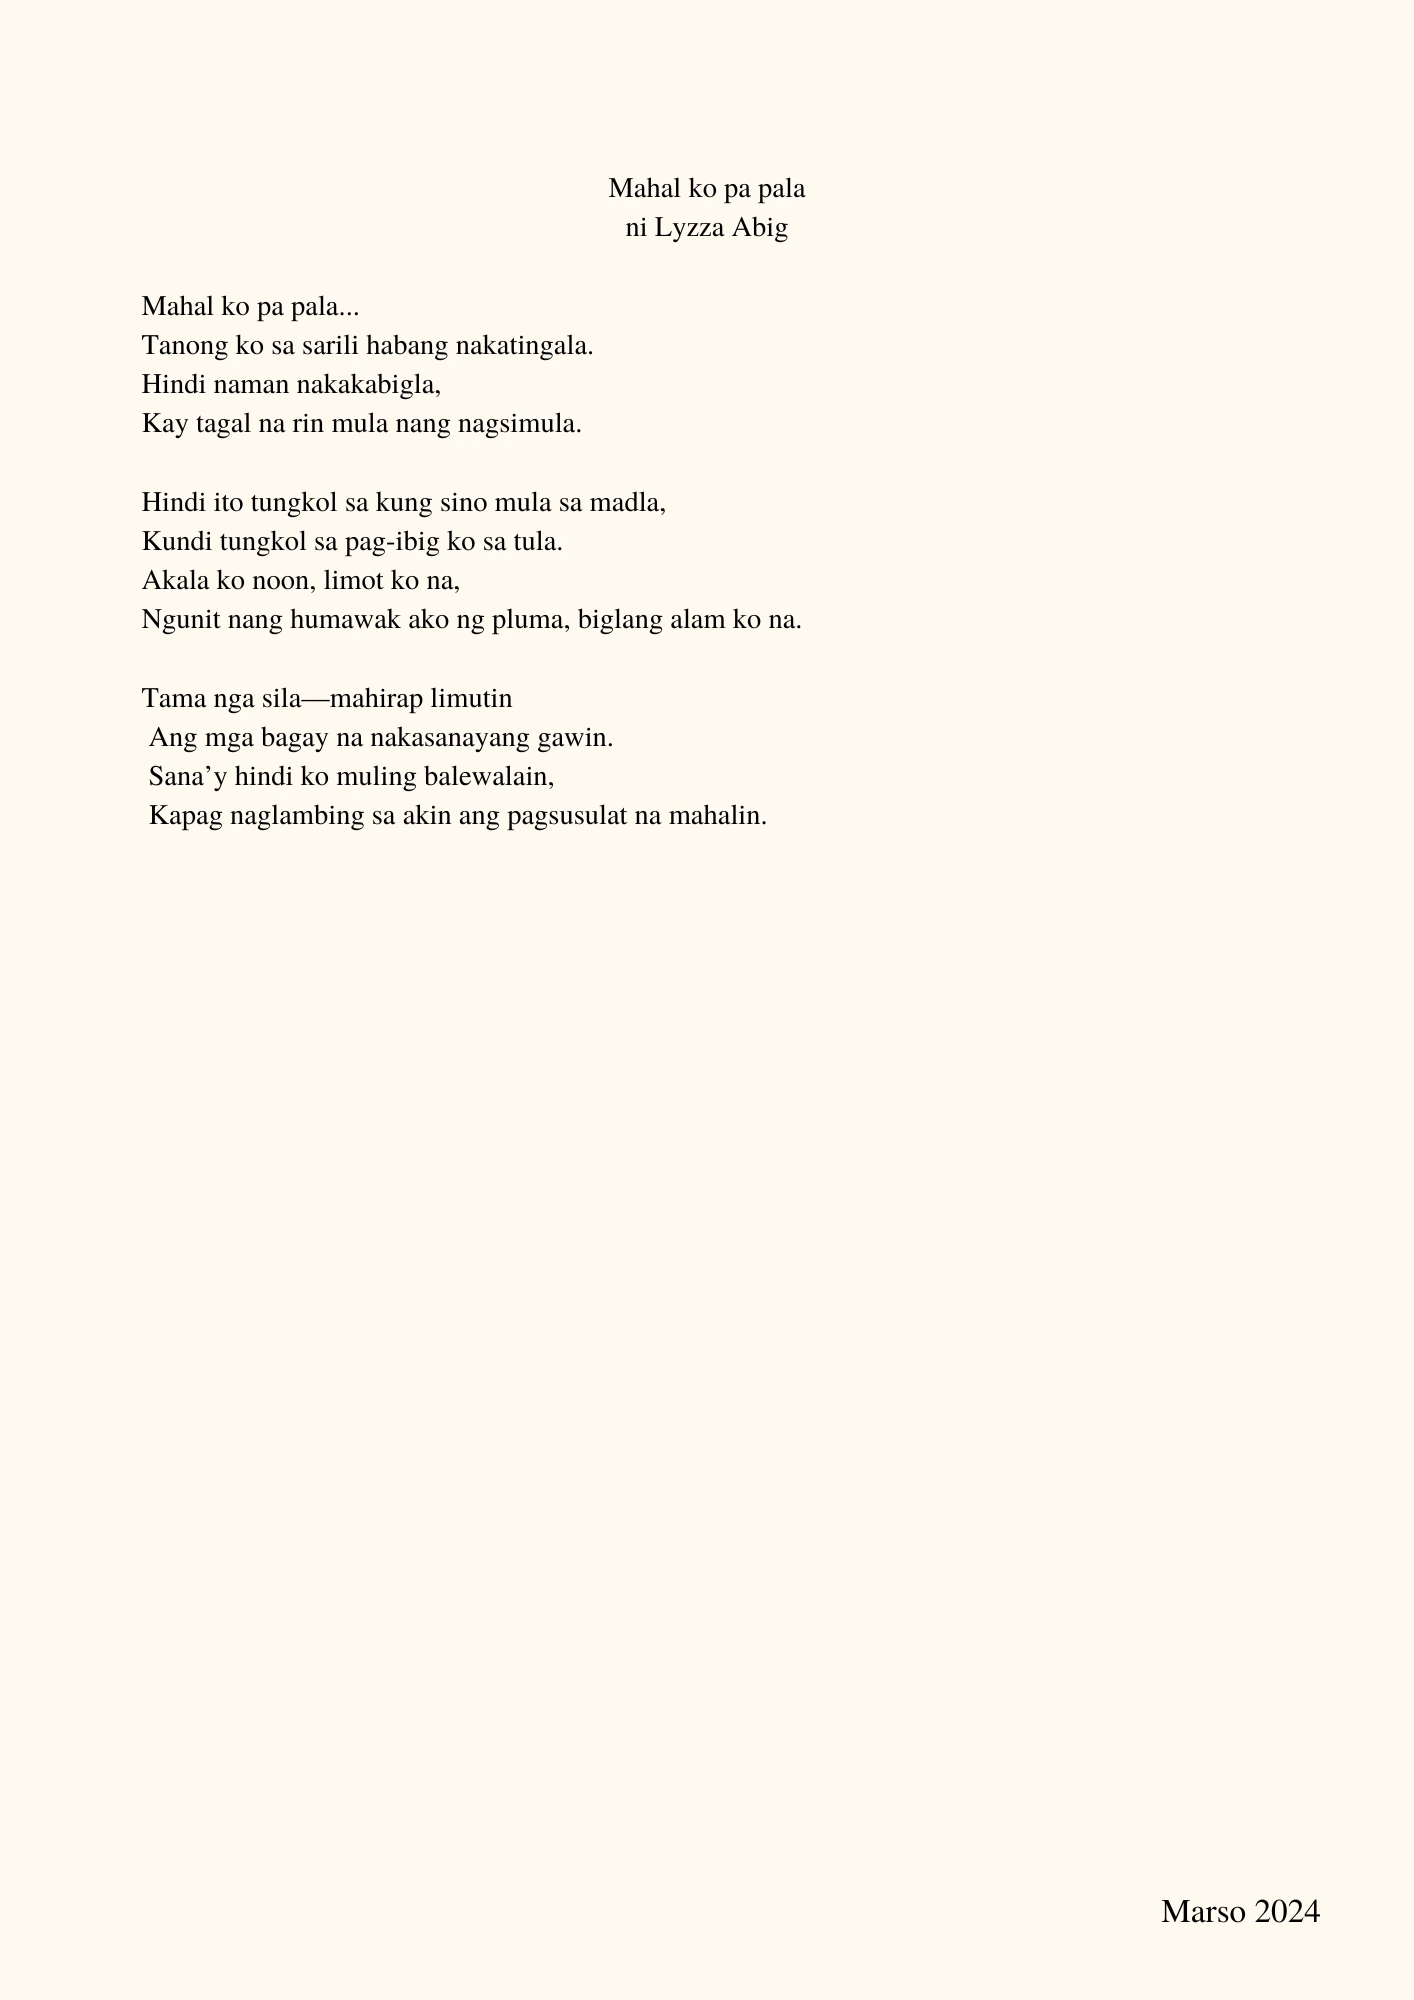 Mahal ko pa pala
ni Lyzza Abig
Mahal ko pa pala...
Tanong ko sa sarili habang nakatingala.
Hindi naman nakakabigla,
Kay tagal na rin mula nang nagsimula.
Hindi ito tungkol sa kung sino mula sa madla,
Kundi tungkol sa pag-ibig ko sa tula.
Akala ko noon, limot ko na,
Ngunit nang humawak ako ng pluma, biglang alam ko na.
Tama nga sila—mahirap limutin
Ang mga bagay na nakasanayang gawin.
Sana’y hindi ko muling balewalain,
Kapag naglambing sa akin ang pagsusulat na mahalin.
Marso 2024